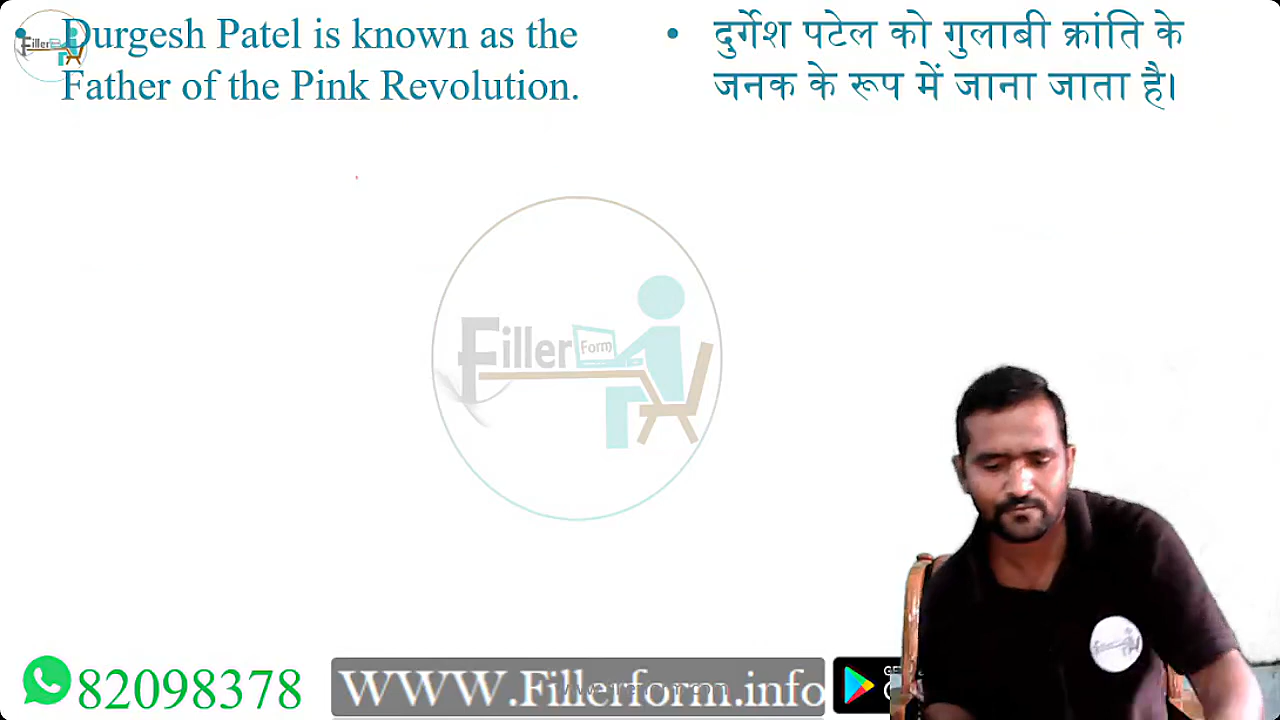 Durgesh Patel is known as the
Father of the Pink Revolution.
दुर्गेश पटेल को गुलाबी क्रांति के
जनक के रूप में जाना जाता है।
Filler Form
82098378
WWW.Fillerform.info
GET